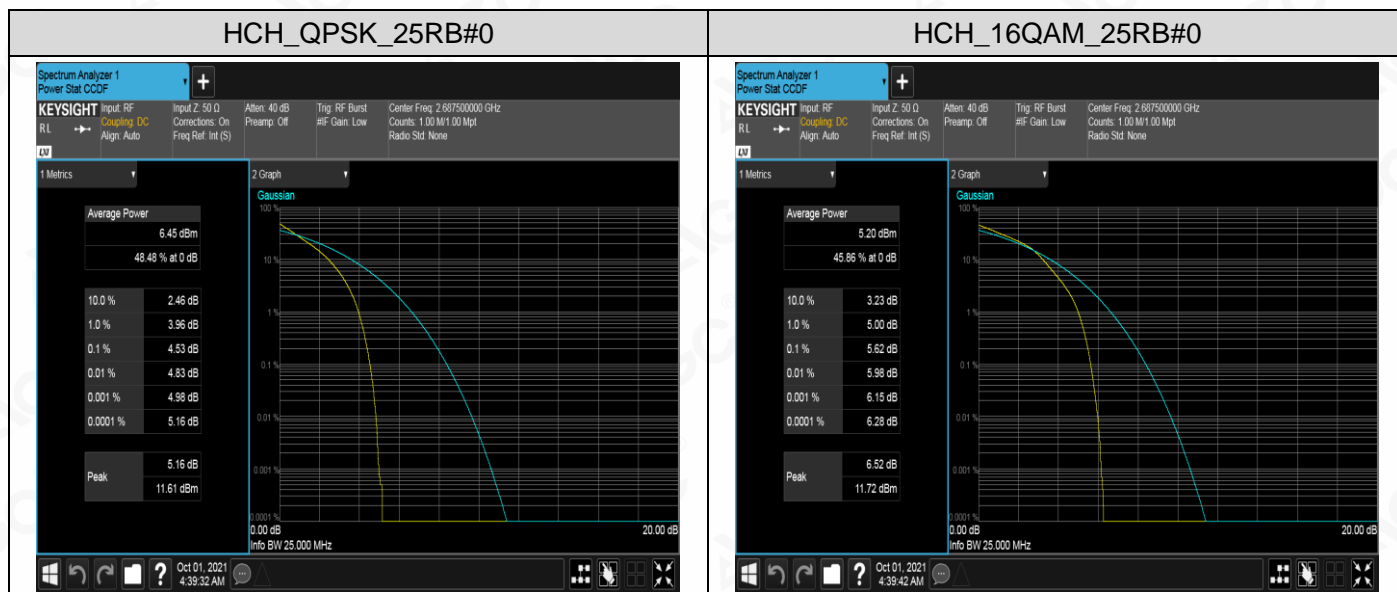 HCH_QPSK_25RB#0
Spectrum Analyzer 1
Power Stat CCDF
+
KEYSIGHT
RL
LXI
Input: RF
Coupling: DC
Align: Auto
Input Z: 50 Ω
Corrections: On
Freq Ref: Int (S)
Atten: 40 dB
Preamp: Off
Trig: RF Burst
#IF Gain: Low
Center Freq: 2.687500000 GHz
Counts: 1.00 M/1.00 Mpt
Radio Std: None
1 Metrics
Average Power
6.45 dBm
48.48 % at 0 dB
10.0 % 2.46 dB
1.0 % 3.96 dB
0.1 % 4.53 dB
0.01 % 4.83 dB
0.001 % 4.98 dB
0.0001 % 5.16 dB
Peak
5.16 dB
11.61 dBm
2 Graph
Gaussian
100 %
10 %
1 %
0.1 %
0.01 %
0.001 %
0.0001 %
0.00 dB 20.00 dB
Info BW 25.000 MHz
?
Oct 01, 2021
4:39:32 AM
HCH_16QAM_25RB#0
Spectrum Analyzer 1
Power Stat CCDF
+
KEYSIGHT
RL
LXI
Input: RF
Coupling: DC
Align: Auto
Input Z: 50 Ω
Corrections: On
Freq Ref: Int (S)
Atten: 40 dB
Preamp: Off
Trig: RF Burst
#IF Gain: Low
Center Freq: 2.687500000 GHz
Counts: 1.00 M/1.00 Mpt
Radio Std: None
1 Metrics
Average Power
5.20 dBm
45.86 % at 0 dB
10.0 % 3.23 dB
1.0 % 5.00 dB
0.1 % 5.62 dB
0.01 % 5.98 dB
0.001 % 6.15 dB
0.0001 % 6.28 dB
Peak
6.52 dB
11.72 dBm
2 Graph
Gaussian
100 %
10 %
1 %
0.1 %
0.01 %
0.001 %
0.0001 %
0.00 dB 20.00 dB
Info BW 25.000 MHz
?
Oct 01, 2021
4:39:42 AM